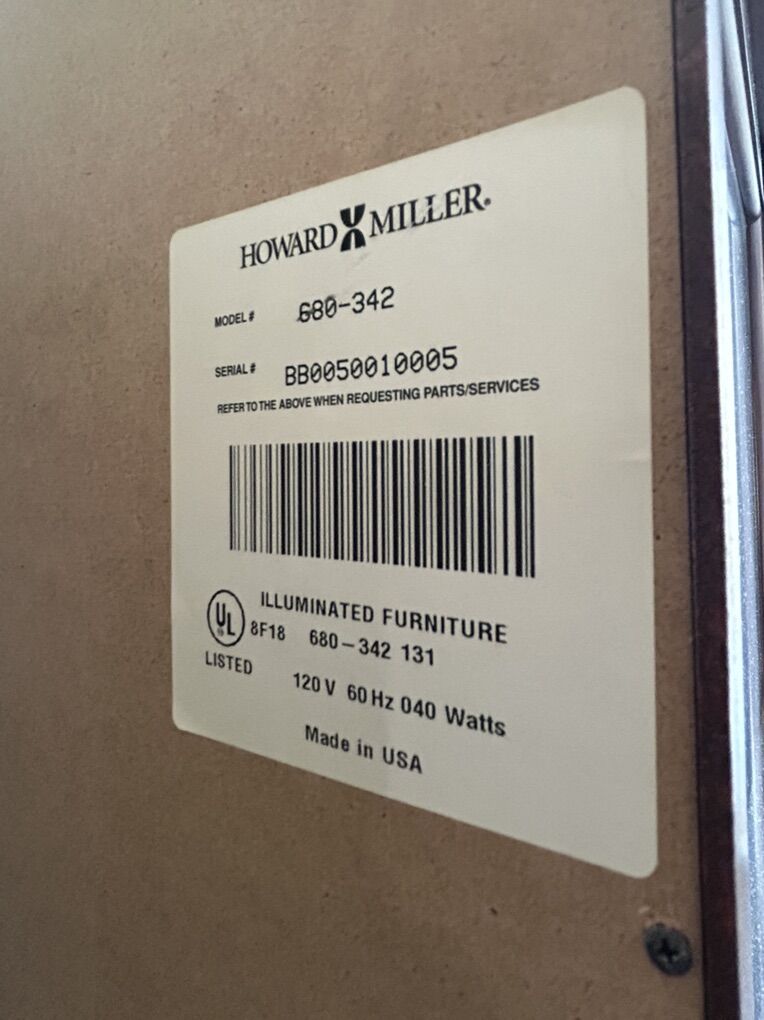 HOWARD MILLER®
MODEL # 680-342
SERIAL # BB0050010005
REFER TO THE ABOVE WHEN REQUESTING PARTS/SERVICES
UL® ILLUMINATED FURNITURE
8F18 680-342 131
LISTED
120 V 60 Hz 040 Watts
Made in USA